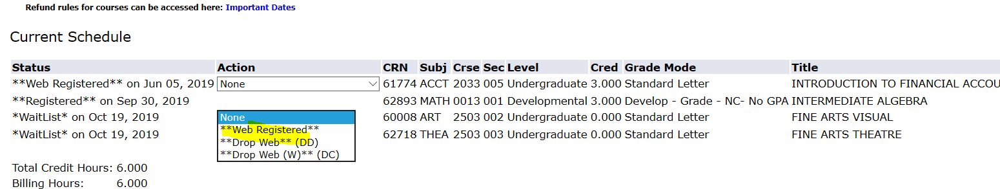 Refund rules for courses can be accessed here: Important Dates
Current Schedule
Status Action CRN Subj Crse Sec Level Cred Grade Mode Title
**Web Registered** on Jun 05, 2019 None 61774 ACCT 2033 005 Undergraduate 3.000 Standard Letter INTRODUCTION TO FINANCIAL ACCOU
**Registered** on Sep 30, 2019 62893 MATH 0013 001 Developmental 3.000 Develop - Grade - NC- No GPA INTERMEDIATE ALGEBRA
*WaitList* on Oct 19, 2019 None 60008 ART 2503 002 Undergraduate 0.000 Standard Letter FINE ARTS VISUAL
**Web Registered**
*WaitList* on Oct 19, 2019 62718 THEA 2503 003 Undergraduate 0.000 Standard Letter FINE ARTS THEATRE
**Drop Web** (DD)
**Drop Web (W)** (DC)
Total Credit Hours: 6.000
Billing Hours: 6.000